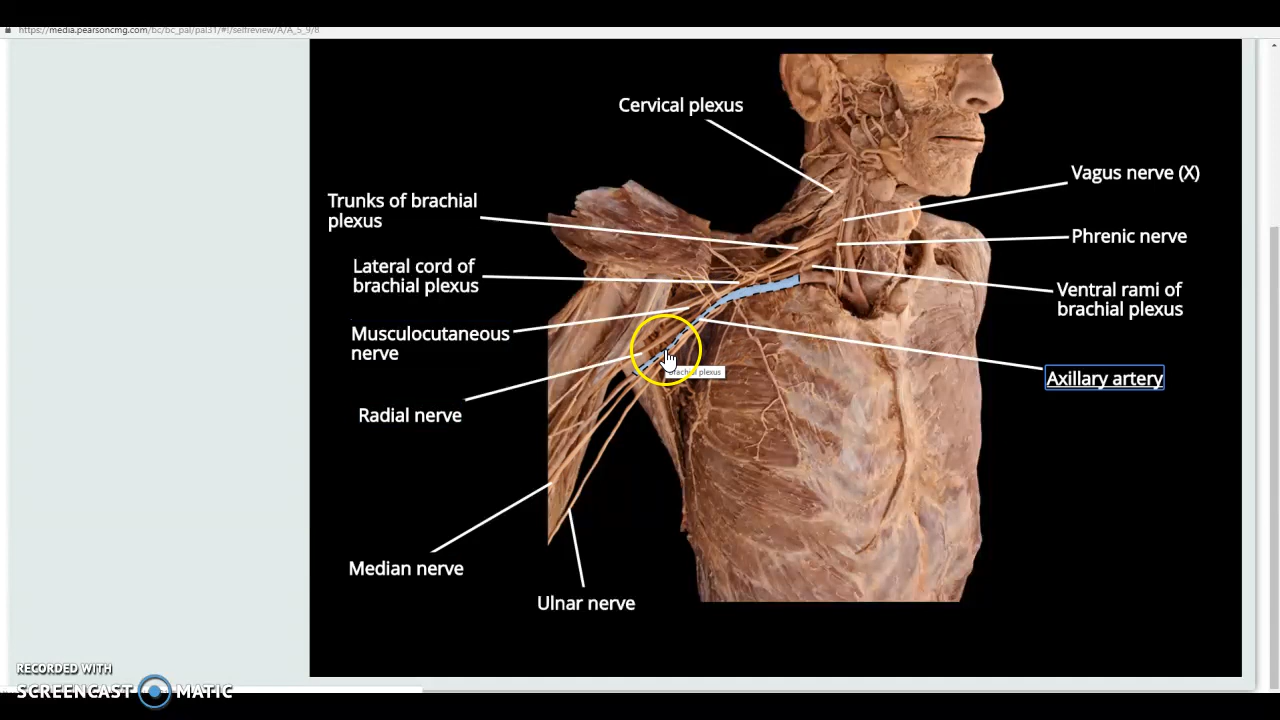 https://media.pearsoncmg.com/bc/bc_pal/pal31/#!/selfreview/A/A_5_9/8
Cervical plexus
Vagus nerve (X)
Trunks of brachial
plexus
Phrenic nerve
Lateral cord of
brachial plexus
Ventral rami of
brachial plexus
Musculocutaneous
nerve
Brachial plexus
Axillary artery
Radial nerve
Median nerve
Ulnar nerve
RECORDED WITH
SCREENCAST MATIC